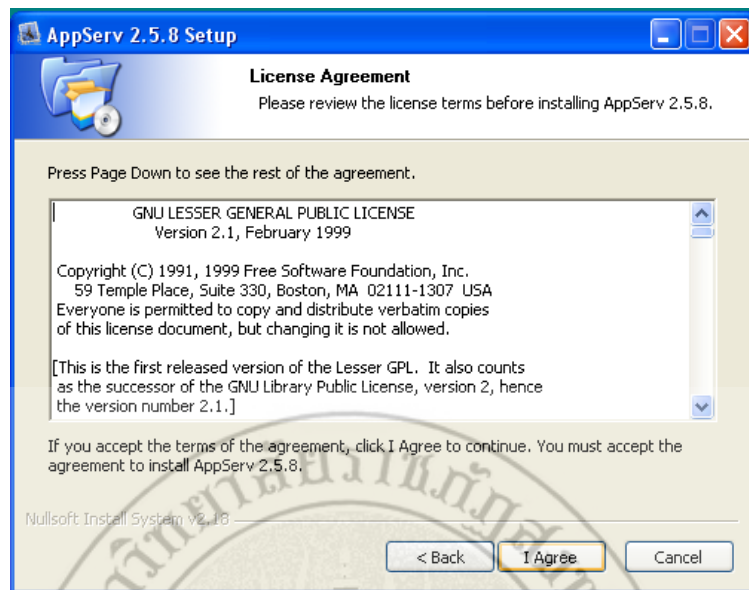 AppServ 2.5.8 Setup
License Agreement
Please review the license terms before installing AppServ 2.5.8.
Press Page Down to see the rest of the agreement.
GNU LESSER GENERAL PUBLIC LICENSE
Version 2.1, February 1999
Copyright (C) 1991, 1999 Free Software Foundation, Inc.
59 Temple Place, Suite 330, Boston, MA 02111-1307 USA
Everyone is permitted to copy and distribute verbatim copies
of this license document, but changing it is not allowed.
[This is the first released version of the Lesser GPL. It also counts
as the successor of the GNU Library Public License, version 2, hence
the version number 2.1.]
If you accept the terms of the agreement, click I Agree to continue. You must accept the
agreement to install AppServ 2.5.8.
Nullsoft Install System v2.18
< Back
I Agree
Cancel